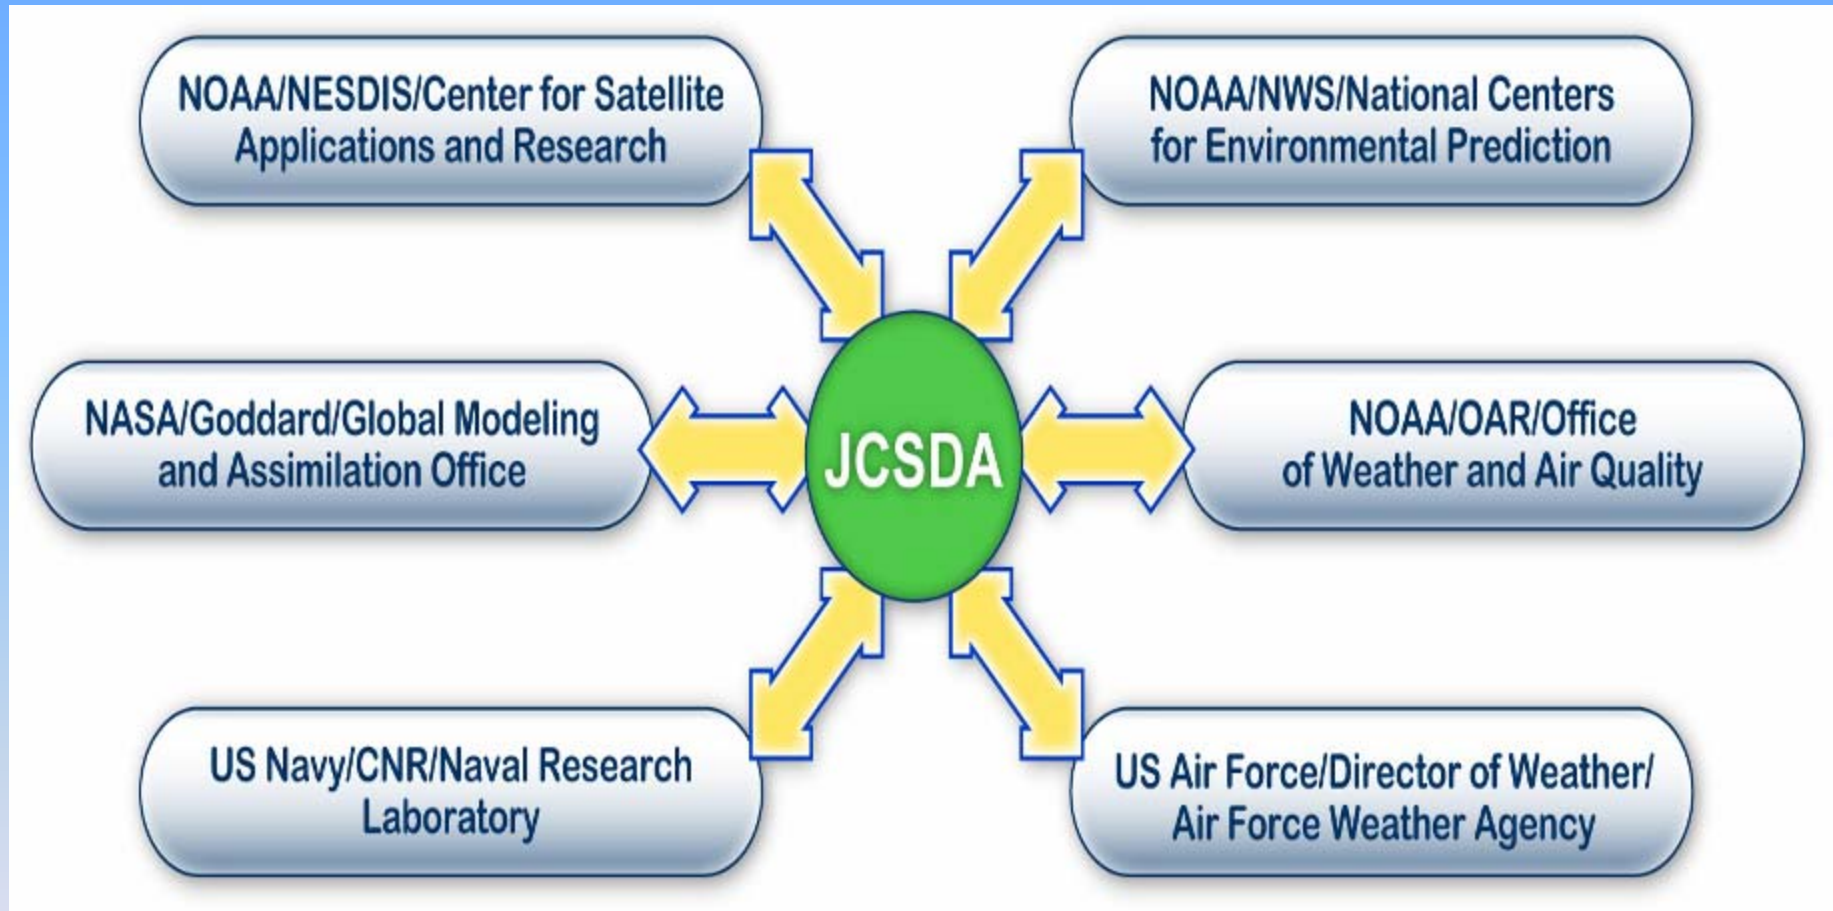 NOAA/NESDIS/Center for Satellite
Applications and Research
NOAA/NWS/National Centers
for Environmental Prediction
NASA/Goddard/Global Modeling
and Assimilation Office
JCSDA
NOAA/OAR/Office
of Weather and Air Quality
US Navy/CNR/Naval Research
Laboratory
US Air Force/Director of Weather/
Air Force Weather Agency